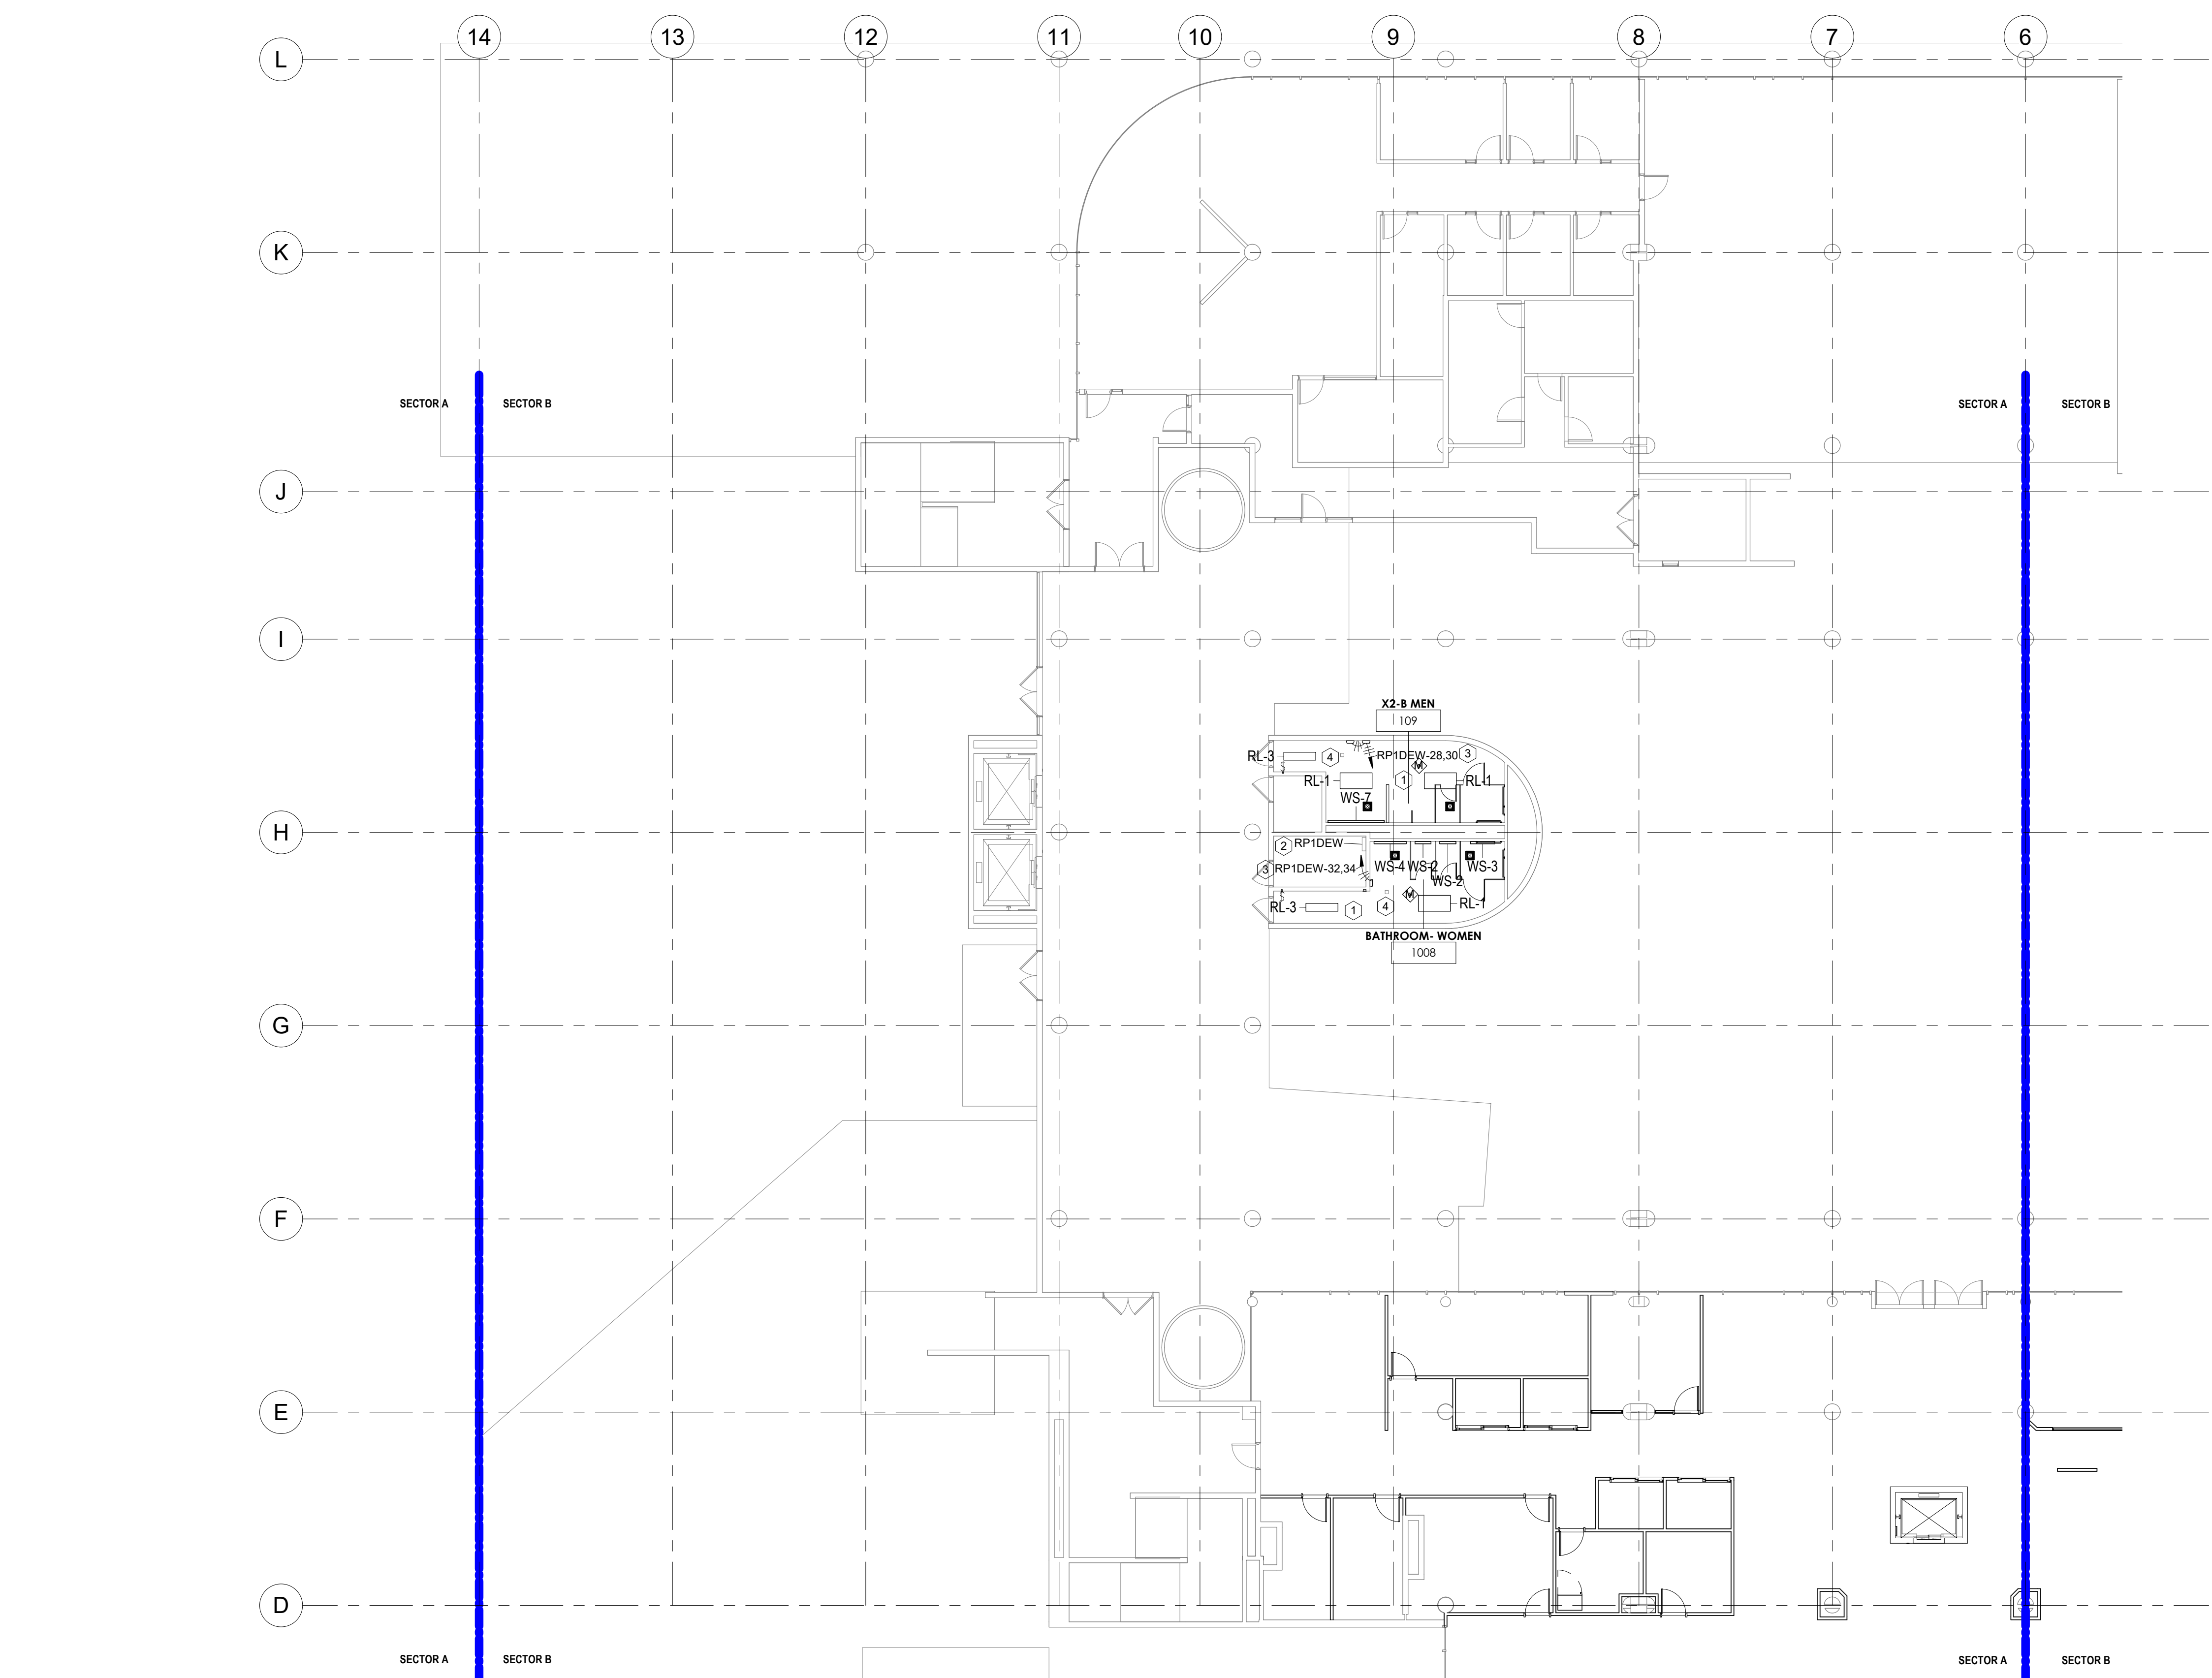 14
13
12
11
10
9
8
7
6
L
K
SECTOR A
SECTOR B
SECTOR A
SECTOR B
J
I
X2-B MEN
109
RL-3
4
RP1DEW-28,30
3
M
RL-1
1
RL-1
WS-7
$
H
2
RP1DEW
3
RP1DEW-32,34
WS-4
WS-2
WS-3
WS-2
$
M
RL-3
1
4
RL-1
BATHROOM- WOMEN
1008
G
F
E
D
SECTOR A
SECTOR B
SECTOR A
SECTOR B